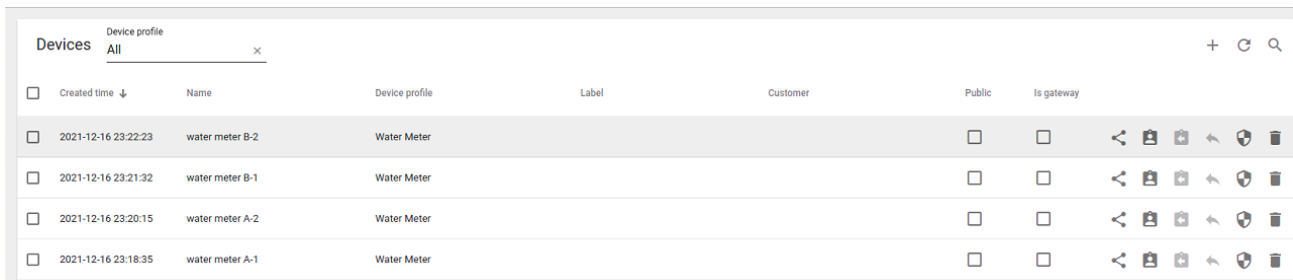 Device profile
Devices All
Created time Name Device profile Label Customer Public Is gateway
2021-12-16 23:22:23 water meter B-2 Water Meter
2021-12-16 23:21:32 water meter B-1 Water Meter
2021-12-16 23:20:15 water meter A-2 Water Meter
2021-12-16 23:18:35 water meter A-1 Water Meter